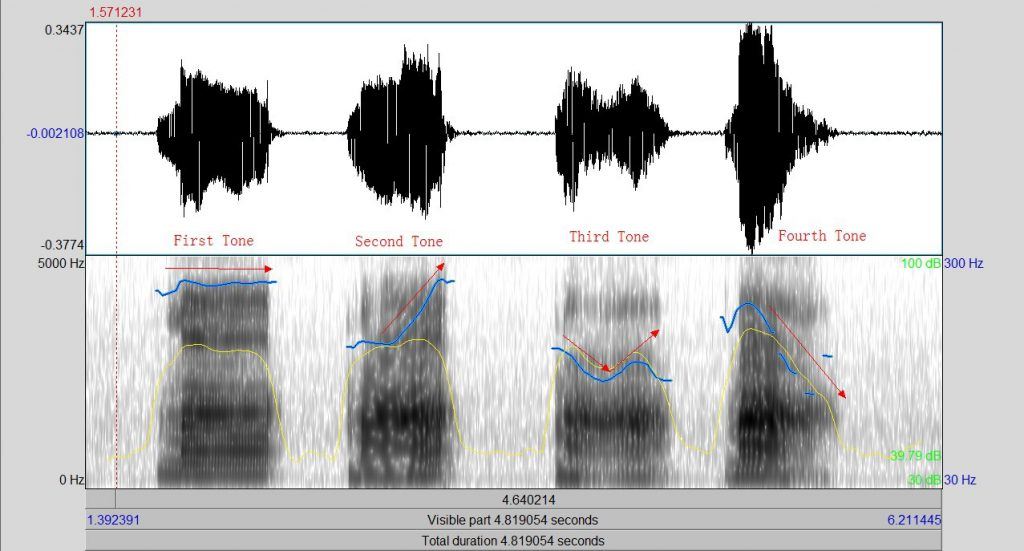 1.571231
0.3437
-0.002108
-0.3774
First Tone
Second Tone
Third Tone
Fourth Tone
5000 Hz
100 dB
300 Hz
39.79 dB
0 Hz
30 dB
30 Hz
4.640214
1.392391
Visible part 4.819054 seconds
6.211445
Total duration 4.819054 seconds